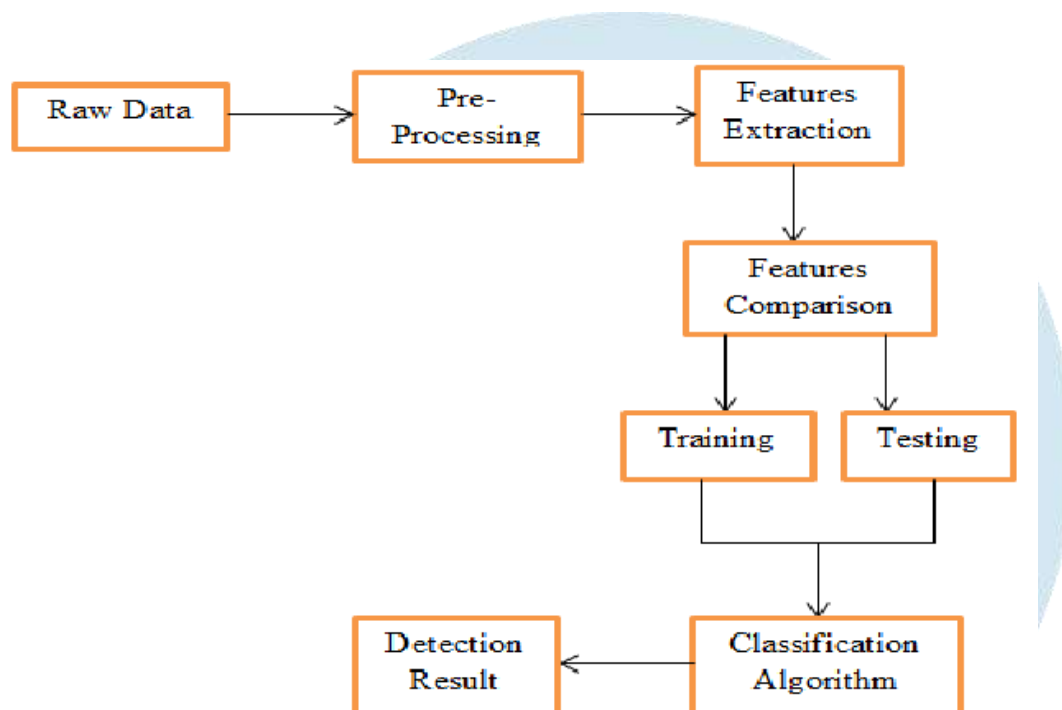 Raw Data
Pre-
Processing
Features
Extraction
Features
Comparison
Training
Testing
Classification
Algorithm
Detection
Result